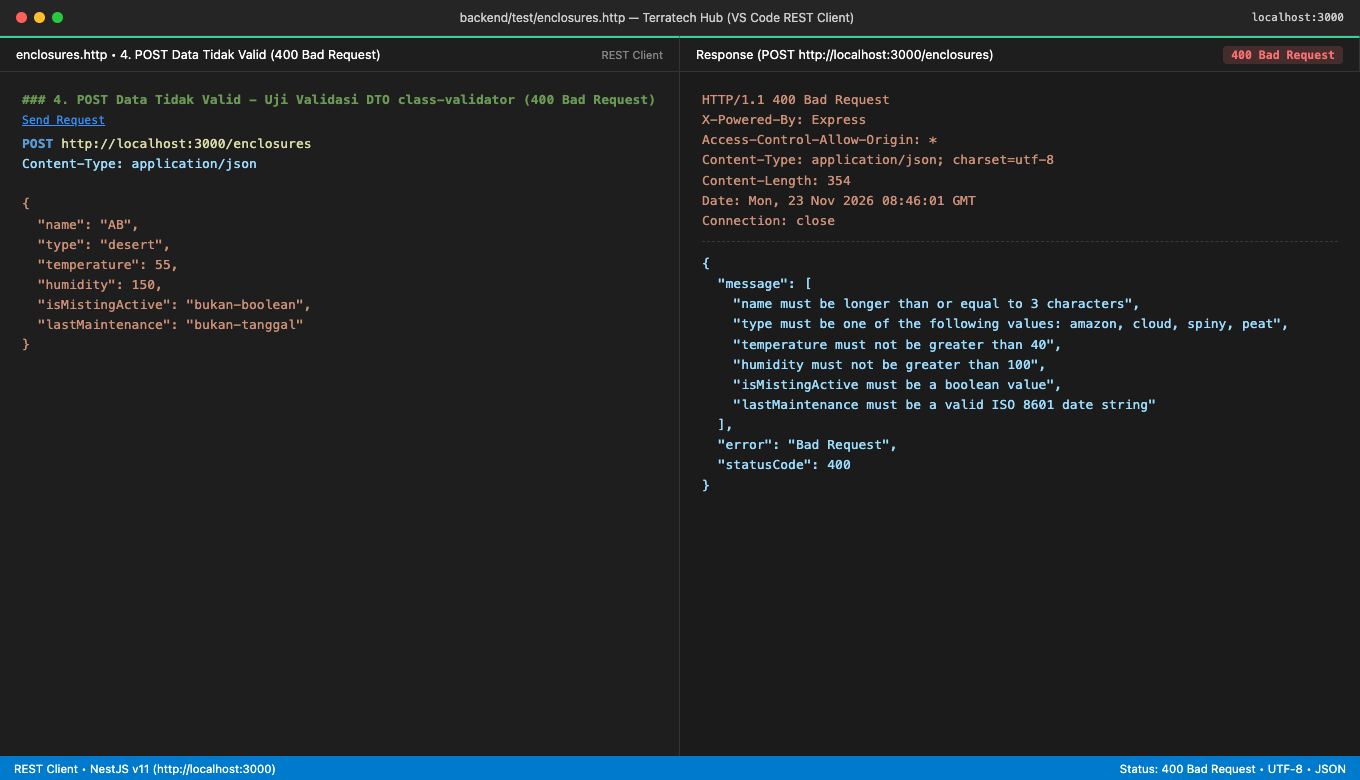 backend/test/enclosures.http — Terratech Hub (VS Code REST Client)
localhost:3000
enclosures.http • 4. POST Data Tidak Valid (400 Bad Request)
REST Client
### 4. POST Data Tidak Valid – Uji Validasi DTO class-validator (400 Bad Request)
Send Request
POST http://localhost:3000/enclosures
Content-Type: application/json
{
  "name": "AB",
  "type": "desert",
  "temperature": 55,
  "humidity": 150,
  "isMistingActive": "bukan-boolean",
  "lastMaintenance": "bukan-tanggal"
}
Response (POST http://localhost:3000/enclosures)
400 Bad Request
HTTP/1.1 400 Bad Request
X-Powered-By: Express
Access-Control-Allow-Origin: *
Content-Type: application/json; charset=utf-8
Content-Length: 354
Date: Mon, 23 Nov 2026 08:46:01 GMT
Connection: close
{
  "message": [
    "name must be longer than or equal to 3 characters",
    "type must be one of the following values: amazon, cloud, spiny, peat",
    "temperature must not be greater than 40",
    "humidity must not be greater than 100",
    "isMistingActive must be a boolean value",
    "lastMaintenance must be a valid ISO 8601 date string"
  ],
  "error": "Bad Request",
  "statusCode": 400
}
REST Client • NestJS v11 (http://localhost:3000)
Status: 400 Bad Request • UTF-8 • JSON